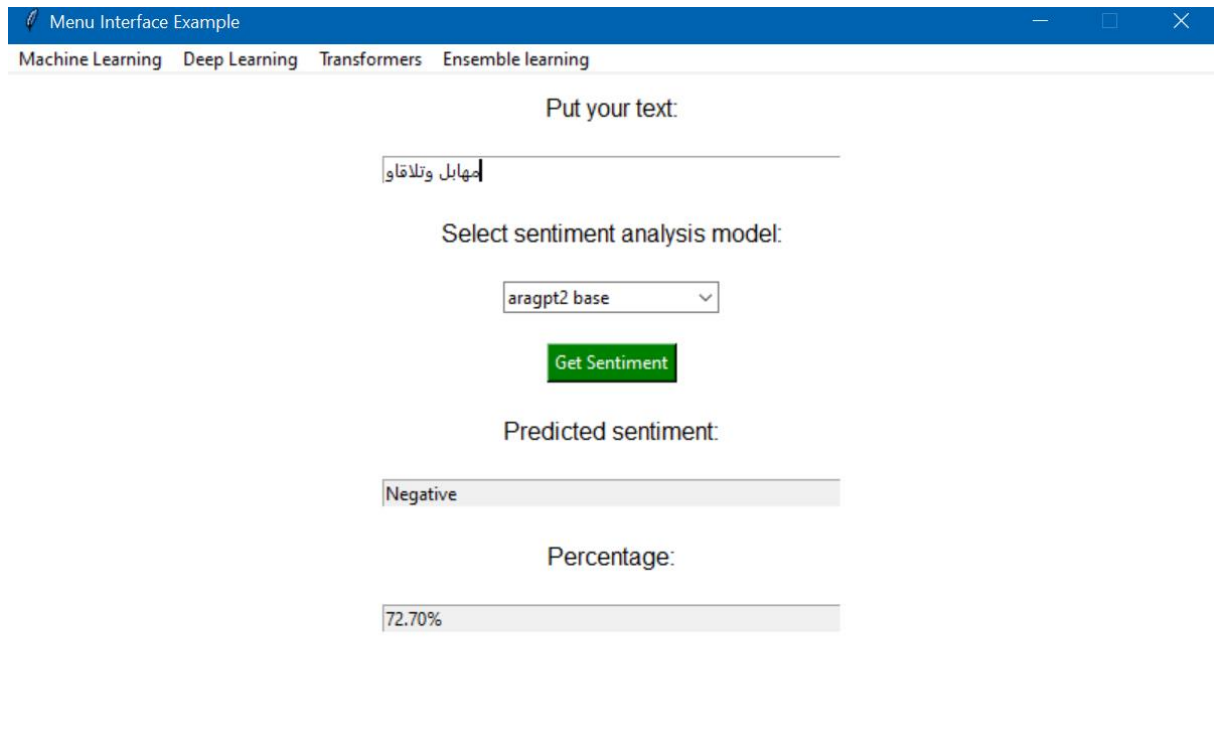 Menu Interface Example
Machine Learning Deep Learning Transformers Ensemble learning
Put your text:
مهابل وتلاقاو
Select sentiment analysis model:
aragpt2 base
Get Sentiment
Predicted sentiment:
Negative
Percentage:
72.70%